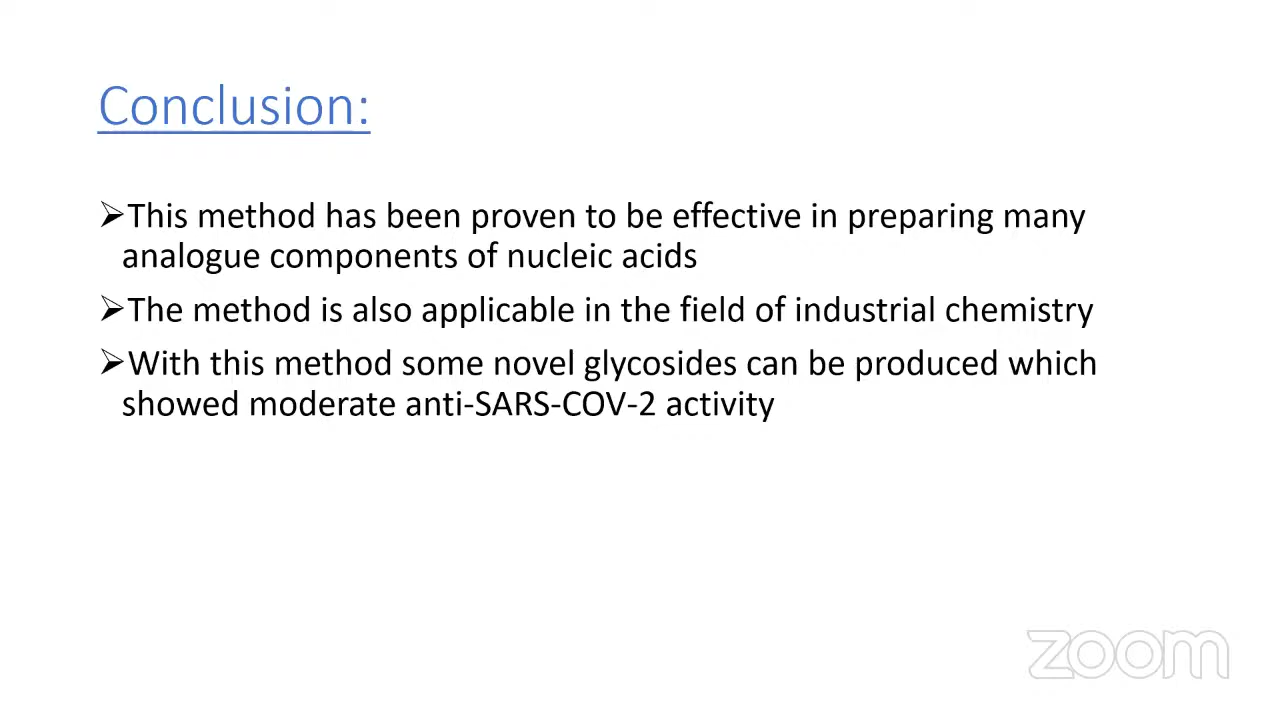 Conclusion:
➢This method has been proven to be effective in preparing many
analogue components of nucleic acids
➢The method is also applicable in the field of industrial chemistry
➢With this method some novel glycosides can be produced which
showed moderate anti-SARS-COV-2 activity
zoom